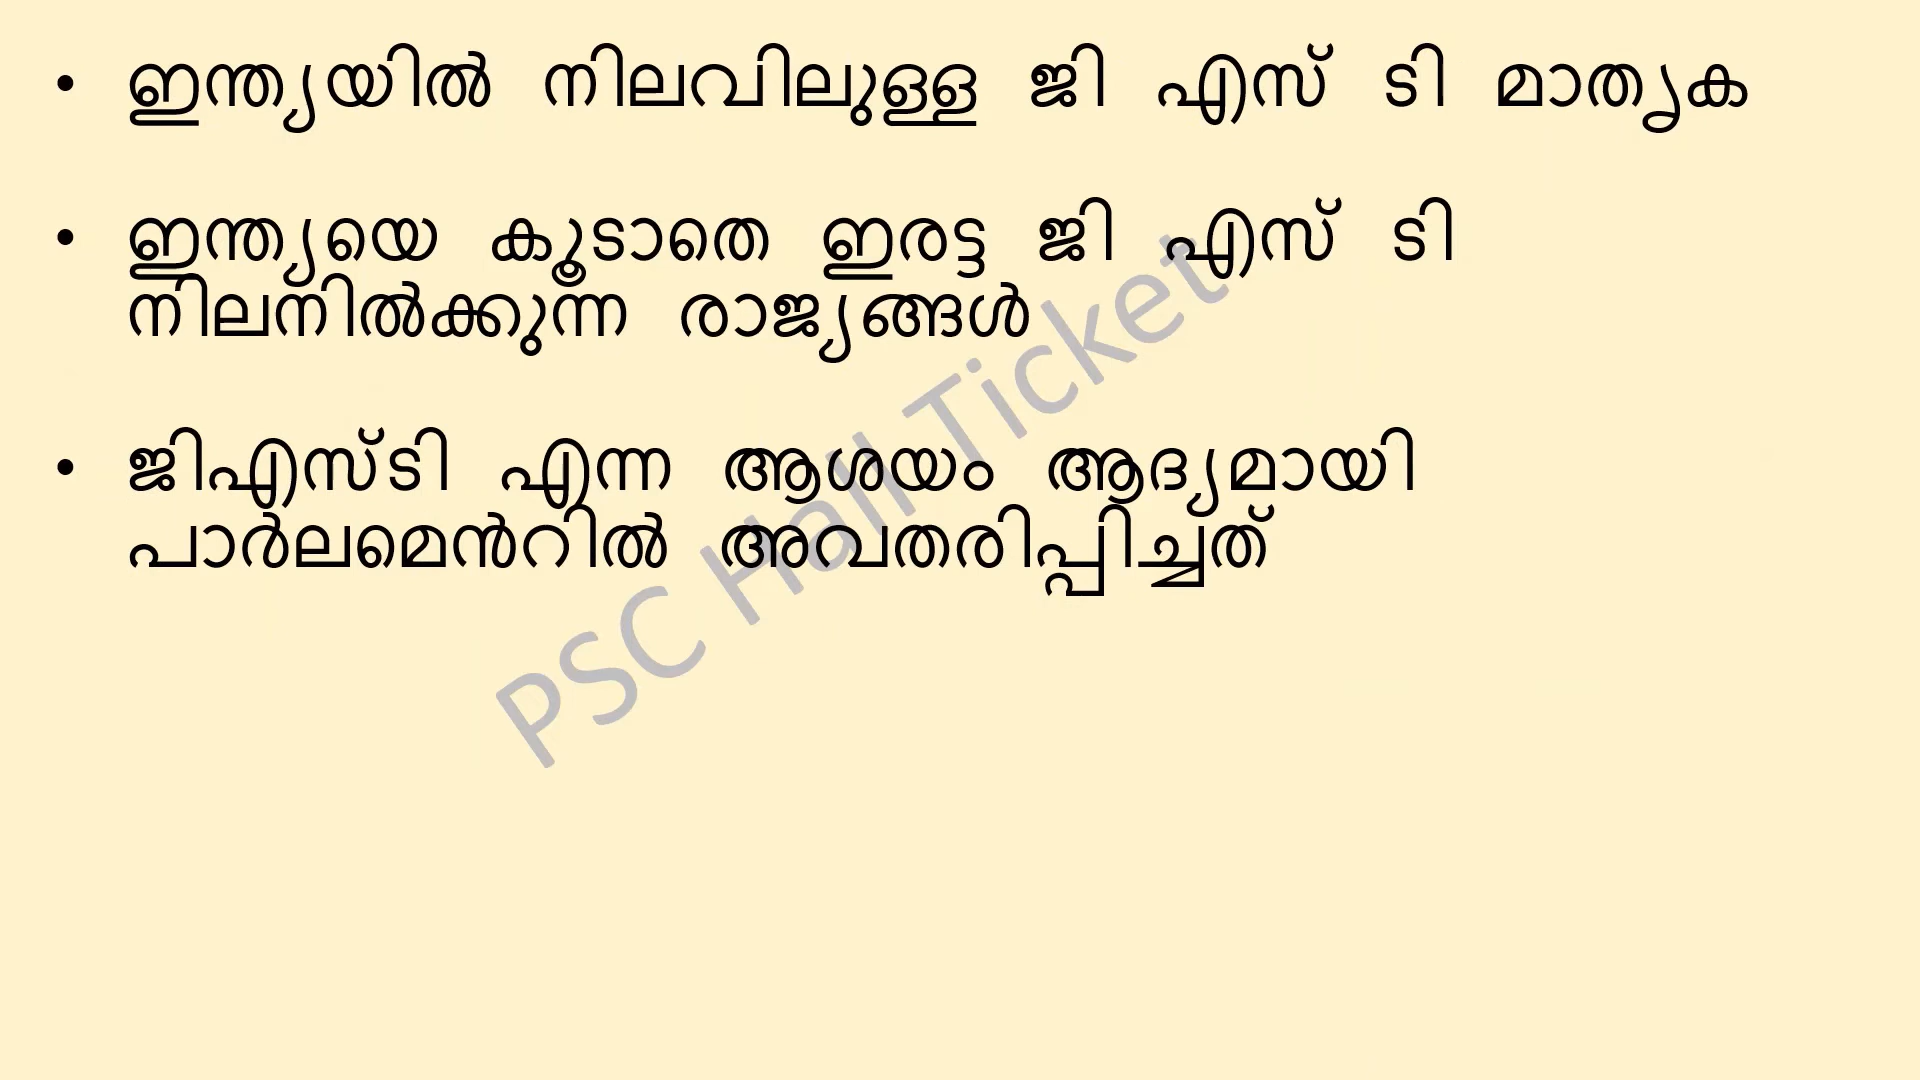 • ഇന്ത്യയിൽ നിലവിലുള്ള ജി എസ് ടി മാതൃക
• ഇന്ത്യയെ കൂടാതെ ഇരട്ട ജി എസ് ടി
നിലനിൽക്കുന്ന രാജ്യങ്ങൾ
• ജിഎസ്ടി എന്ന ആശയം ആദ്യമായി
പാർലമെൻറിൽ അവതരിപ്പിച്ചത്
PSC Hall Ticket